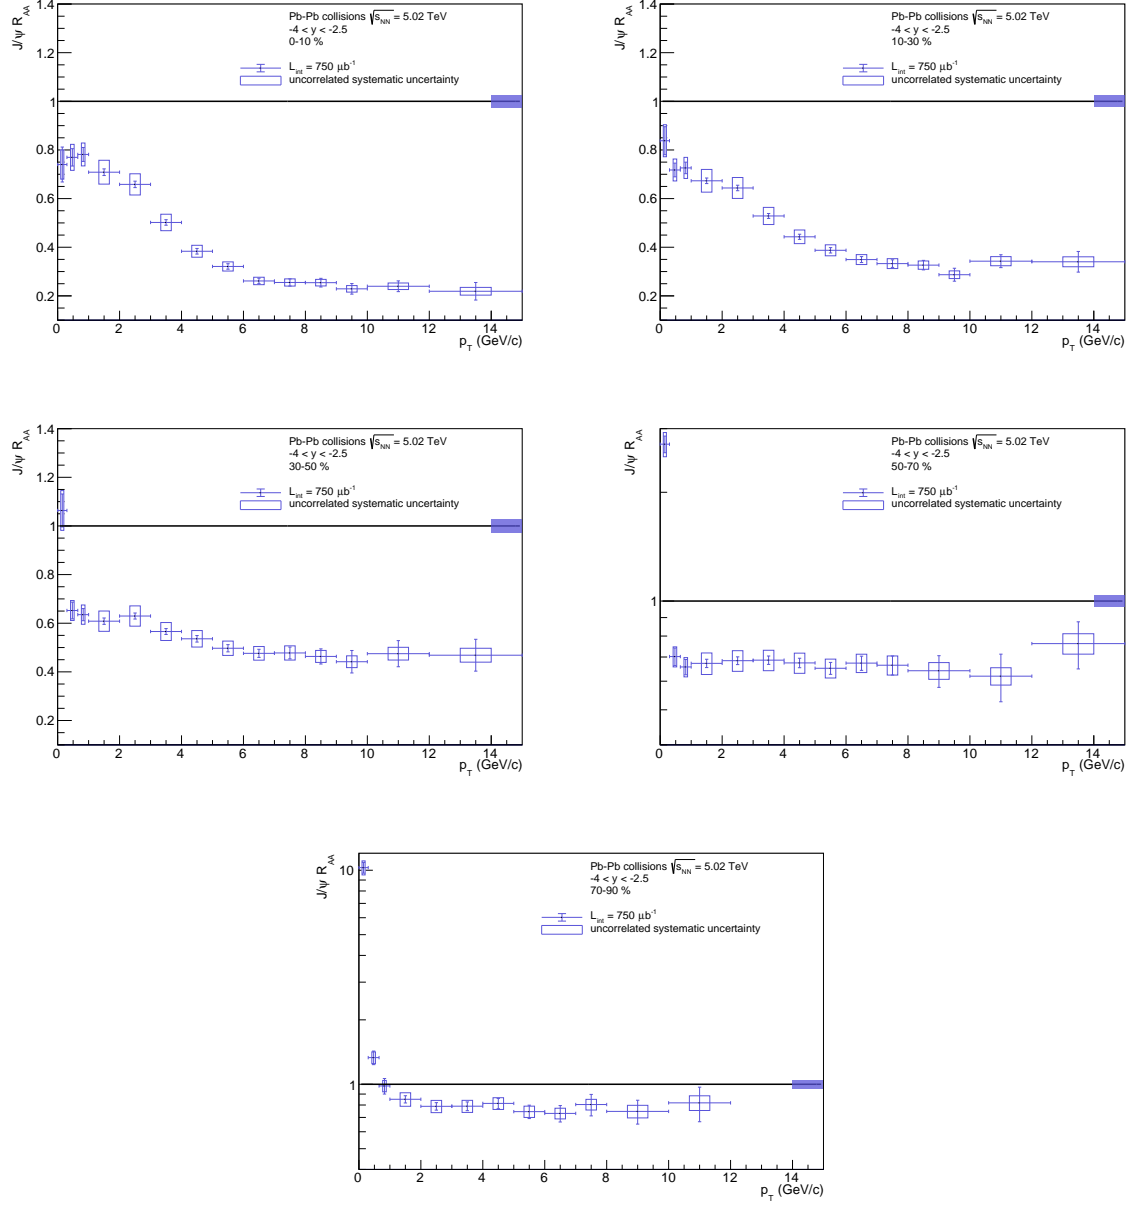 J/ψ R_AA
Pb-Pb collisions √s_NN = 5.02 TeV
-4 < y < -2.5
0-10 %
L_int = 750 μb⁻¹
uncorrelated systematic uncertainty
1.4
1.2
1
0.8
0.6
0.4
0.2
0 2 4 6 8 10 12 14
p_T (GeV/c)
J/ψ R_AA
Pb-Pb collisions √s_NN = 5.02 TeV
-4 < y < -2.5
10-30 %
L_int = 750 μb⁻¹
uncorrelated systematic uncertainty
1.4
1.2
1
0.8
0.6
0.4
0.2
0 2 4 6 8 10 12 14
p_T (GeV/c)
J/ψ R_AA
Pb-Pb collisions √s_NN = 5.02 TeV
-4 < y < -2.5
30-50 %
L_int = 750 μb⁻¹
uncorrelated systematic uncertainty
1.4
1.2
1
0.8
0.6
0.4
0.2
0 2 4 6 8 10 12 14
p_T (GeV/c)
J/ψ R_AA
Pb-Pb collisions √s_NN = 5.02 TeV
-4 < y < -2.5
50-70 %
L_int = 750 μb⁻¹
uncorrelated systematic uncertainty
1
0 2 4 6 8 10 12 14
p_T (GeV/c)
J/ψ R_AA
Pb-Pb collisions √s_NN = 5.02 TeV
-4 < y < -2.5
70-90 %
L_int = 750 μb⁻¹
uncorrelated systematic uncertainty
10
1
0 2 4 6 8 10 12 14
p_T (GeV/c)